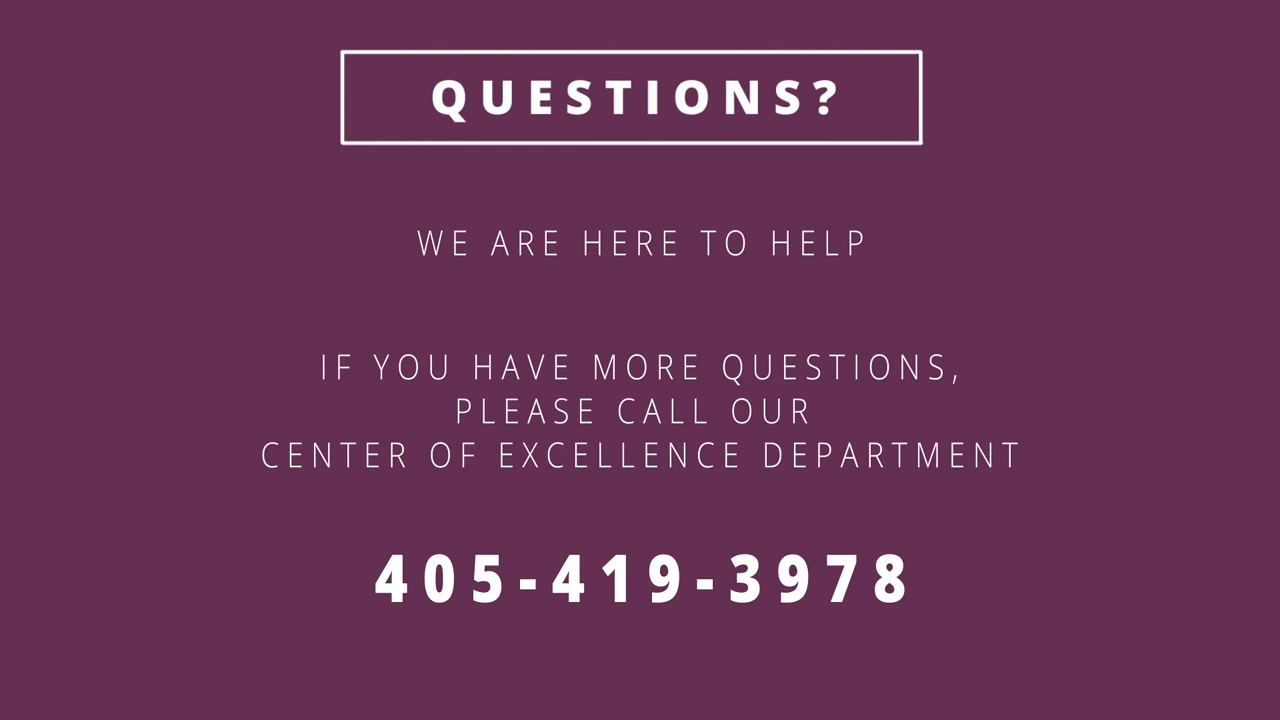 QUESTIONS?
WE ARE HERE TO HELP
IF YOU HAVE MORE QUESTIONS,
PLEASE CALL OUR
CENTER OF EXCELLENCE DEPARTMENT
405-419-3978